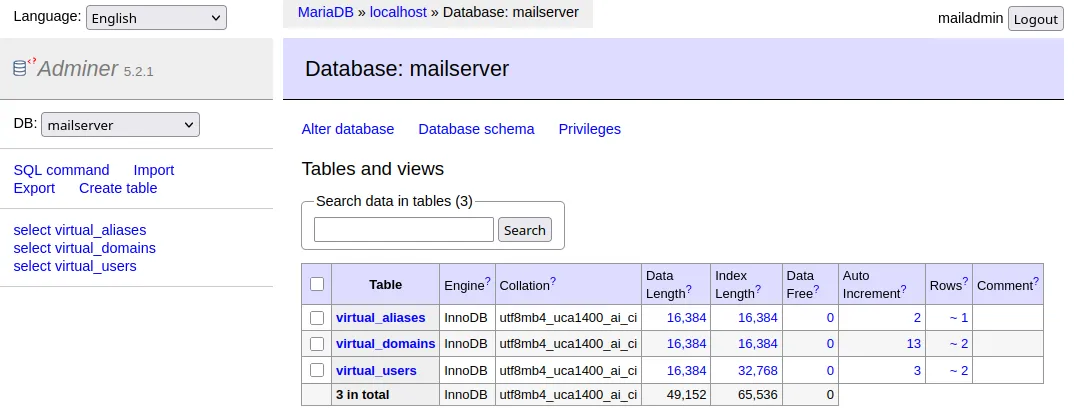 Language: English
MariaDB » localhost » Database: mailserver
mailadmin Logout
Adminer 5.2.1
Database: mailserver
DB: mailserver
Alter database Database schema Privileges
SQL command Import
Export Create table
Tables and views
Search data in tables (3)
Search
select virtual_aliases
select virtual_domains
select virtual_users
Table Engine? Collation? Data Length? Index Length? Data Free? Auto Increment? Rows? Comment?
virtual_aliases InnoDB utf8mb4_uca1400_ai_ci 16,384 16,384 0 2 ~ 1
virtual_domains InnoDB utf8mb4_uca1400_ai_ci 16,384 16,384 0 13 ~ 2
virtual_users InnoDB utf8mb4_uca1400_ai_ci 16,384 32,768 0 3 ~ 2
3 in total InnoDB utf8mb4_uca1400_ai_ci 49,152 65,536 0